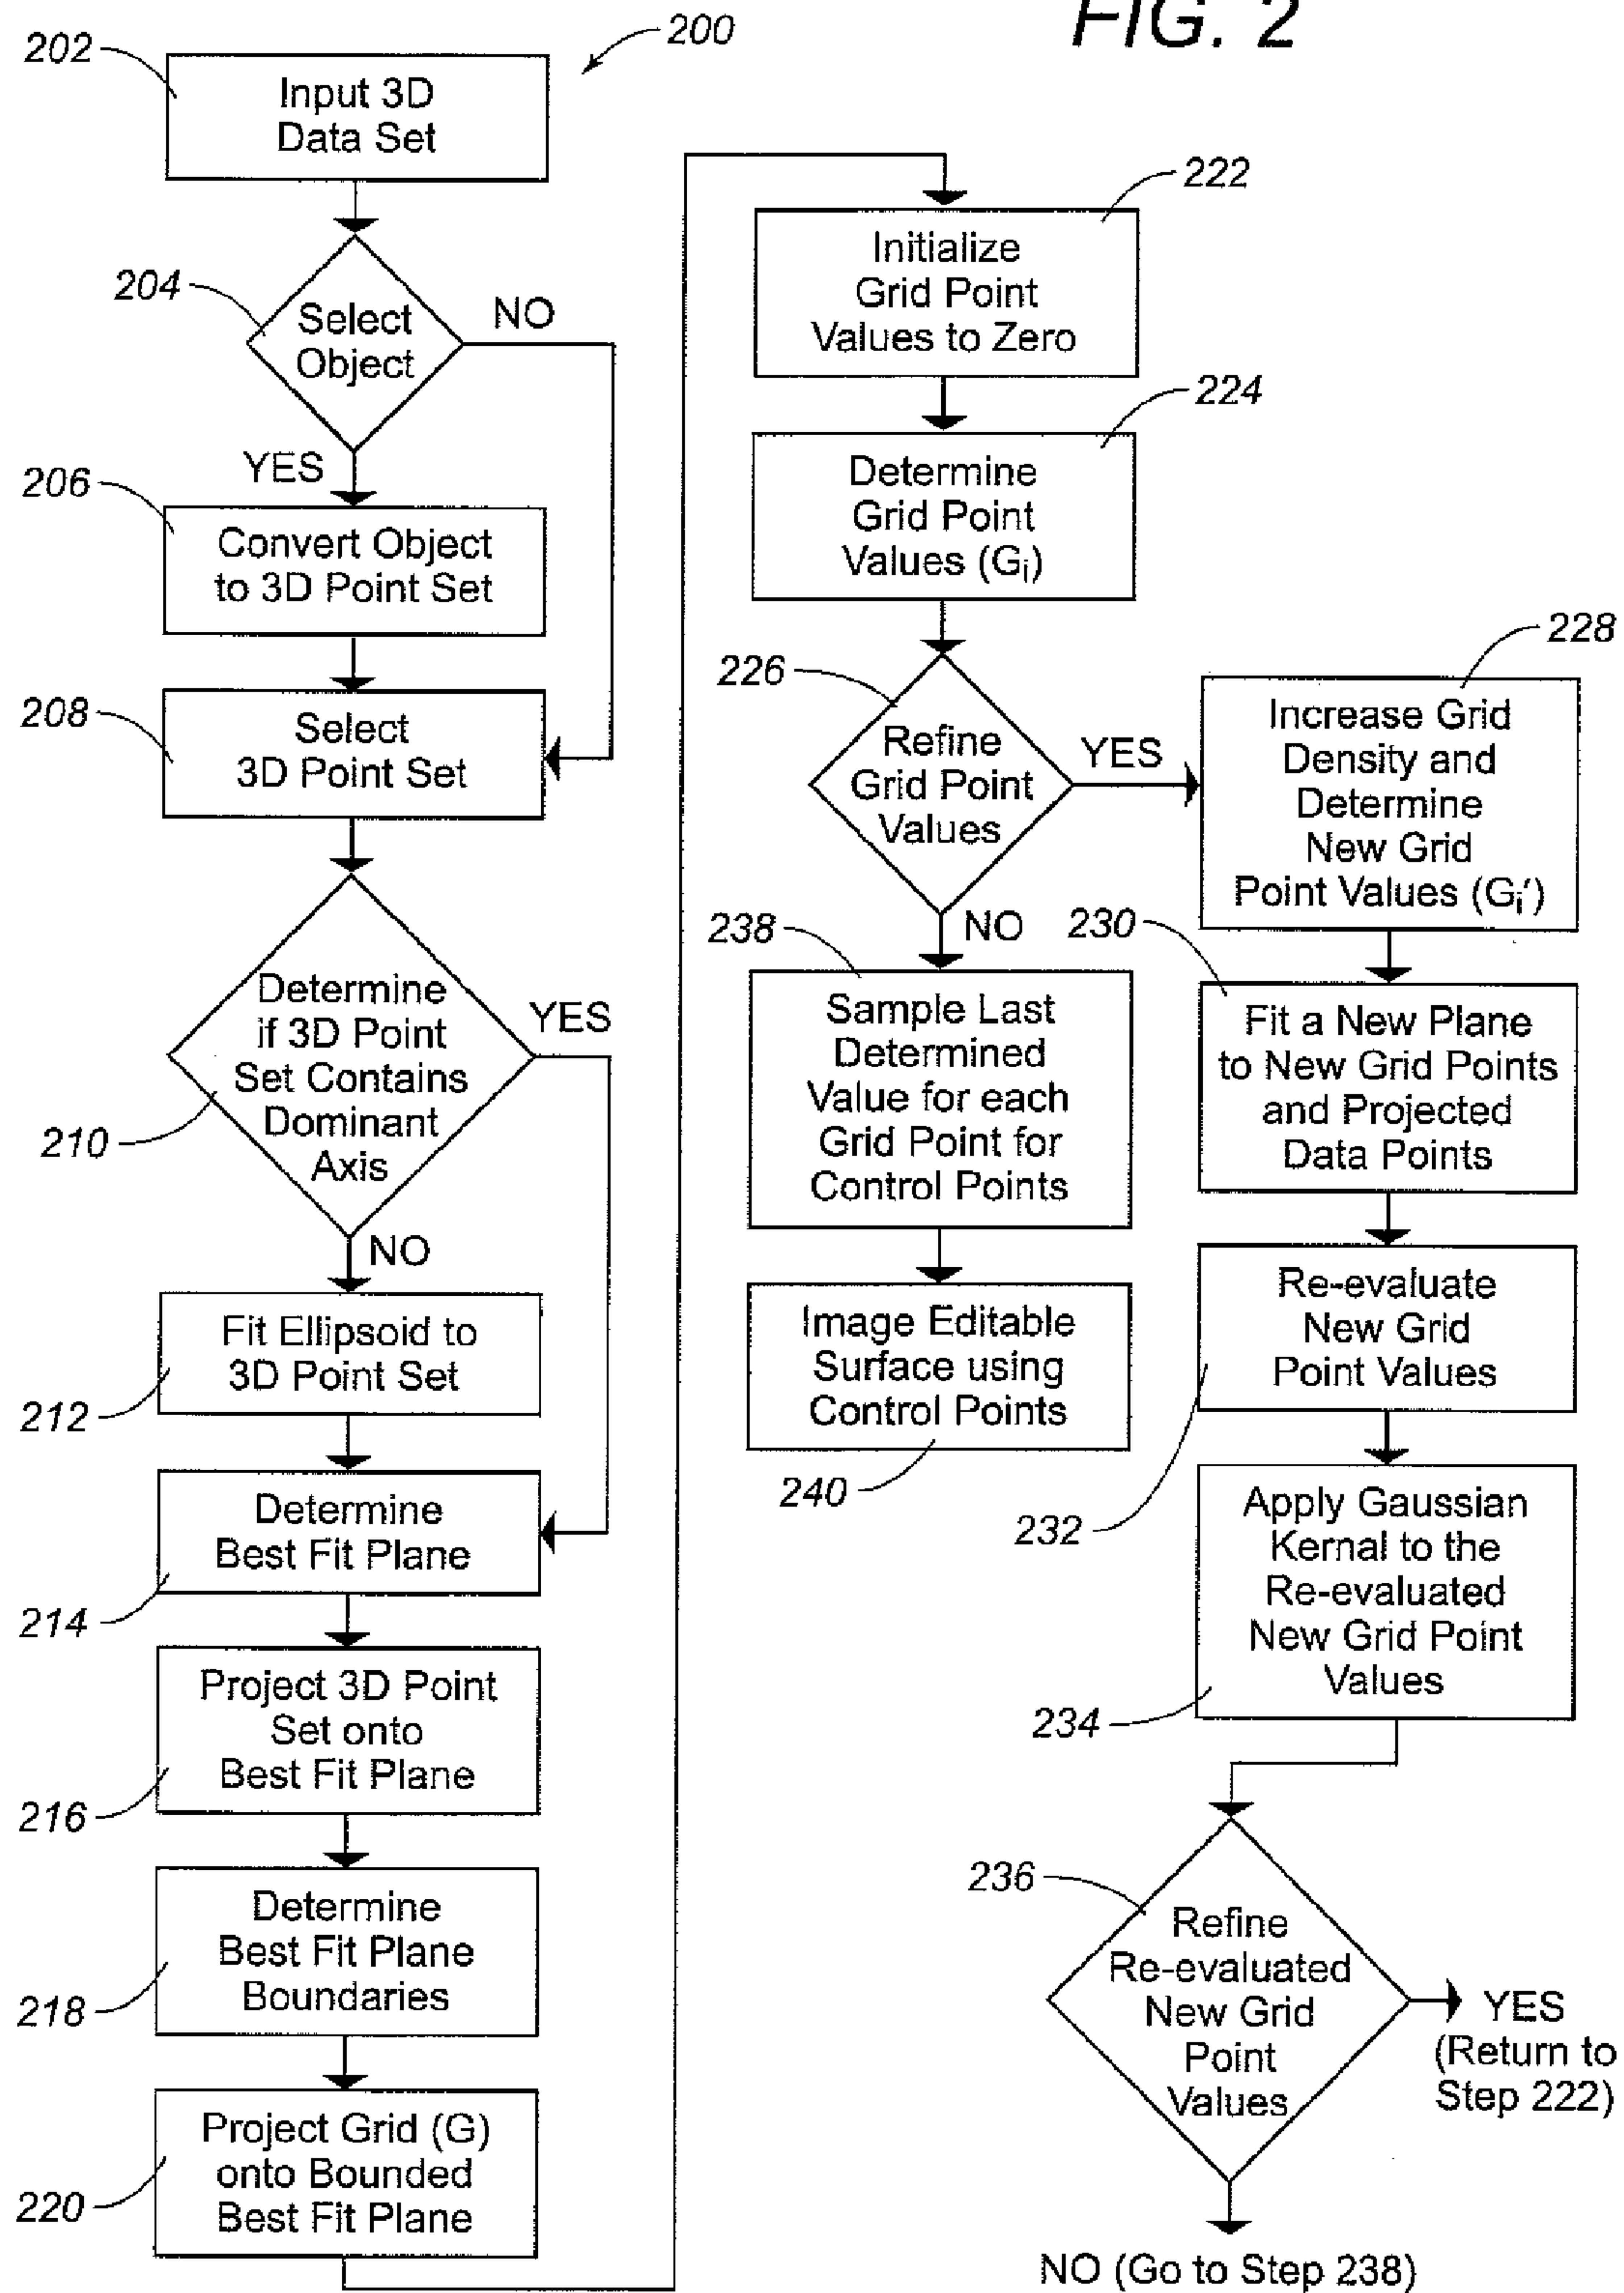 FIG. 2
200
202
Input 3D
Data Set
204
Select
Object
NO
YES
206
Convert Object
to 3D Point Set
208
Select
3D Point Set
210
Determine
if 3D Point
Set Contains
Dominant
Axis
YES
NO
212
Fit Ellipsoid to
3D Point Set
214
Determine
Best Fit Plane
216
Project 3D Point
Set onto
Best Fit Plane
218
Determine
Best Fit Plane
Boundaries
220
Project Grid (G)
onto Bounded
Best Fit Plane
222
Initialize
Grid Point
Values to Zero
224
Determine
Grid Point
Values (Gi)
226
Refine
Grid Point
Values
YES
NO
228
Increase Grid
Density and
Determine
New Grid
Point Values (Gi')
230
Fit a New Plane
to New Grid Points
and Projected
Data Points
232
Re-evaluate
New Grid
Point Values
234
Apply Gaussian
Kernal to the
Re-evaluated
New Grid Point
Values
236
Refine
Re-evaluated
New Grid
Point
Values
YES
(Return to
Step 222)
NO (Go to Step 238)
238
Sample Last
Determined
Value for each
Grid Point for
Control Points
240
Image Editable
Surface using
Control Points